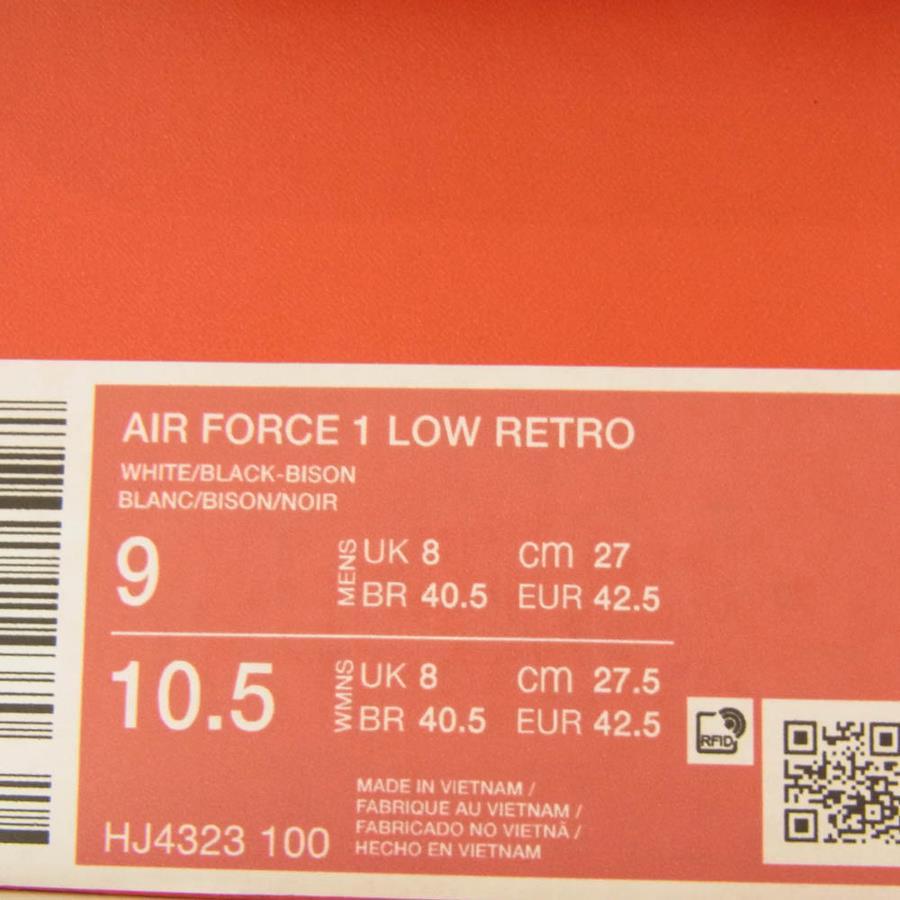 AIR FORCE 1 LOW RETRO
WHITE/BLACK-BISON
BLANC/BISON/NOIR
9
MENS
UK 8 cm 27
BR 40.5 EUR 42.5
10.5
WMNS
UK 8 cm 27.5
BR 40.5 EUR 42.5
RFID
MADE IN VIETNAM /
FABRIQUE AU VIETNAM /
FABRICADO NO VIETNÃ /
HECHO EN VIETNAM
HJ4323 100